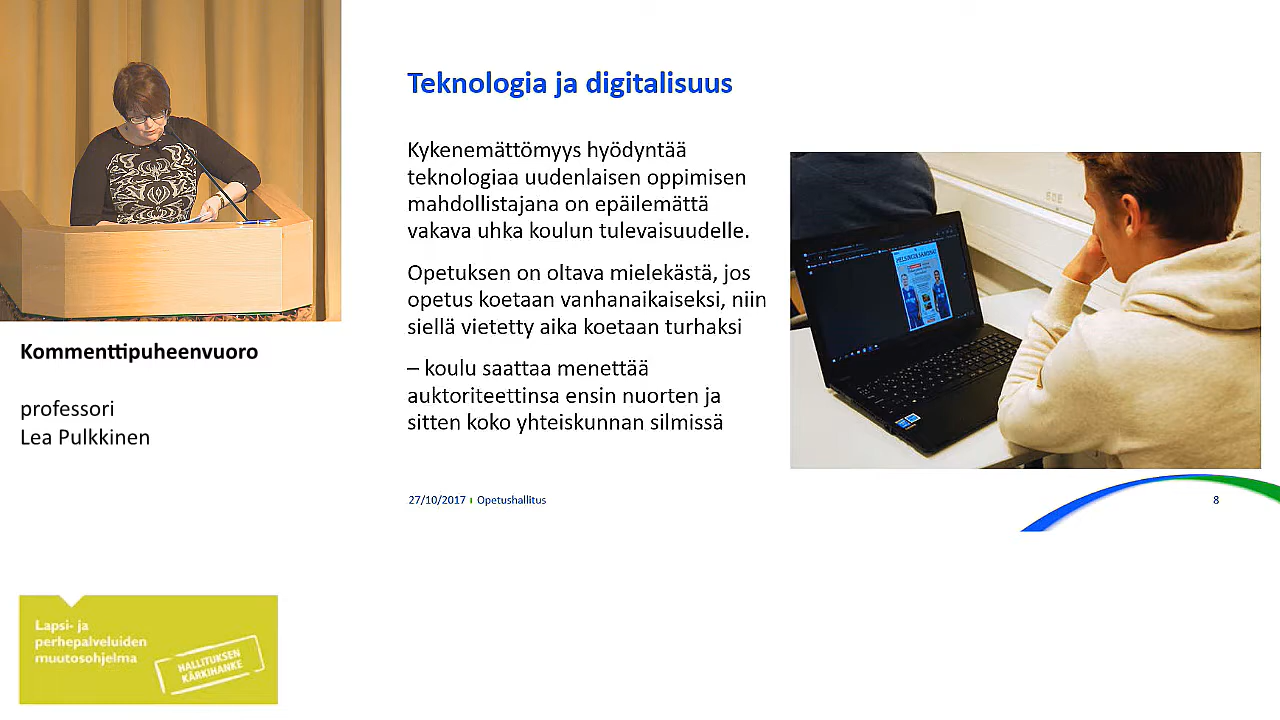 Kommenttipuheenvuoro
professori
Lea Pulkkinen
Lapsi- ja
perhepalveluiden
muutosohjelma
HALLITUKSEN
KÄRKIHANKE
Teknologia ja digitalisuus
Kykenemättömyys hyödyntää
teknologiaa uudenlaisen oppimisen
mahdollistajana on epäilemättä
vakava uhka koulun tulevaisuudelle.
Opetuksen on oltava mielekästä, jos
opetus koetaan vanhanaikaiseksi, niin
siellä vietetty aika koetaan turhaksi
– koulu saattaa menettää
auktoriteettinsa ensin nuorten ja
sitten koko yhteiskunnan silmissä
HELSINGIN SANOMAT
27/10/2017 Opetushallitus
8